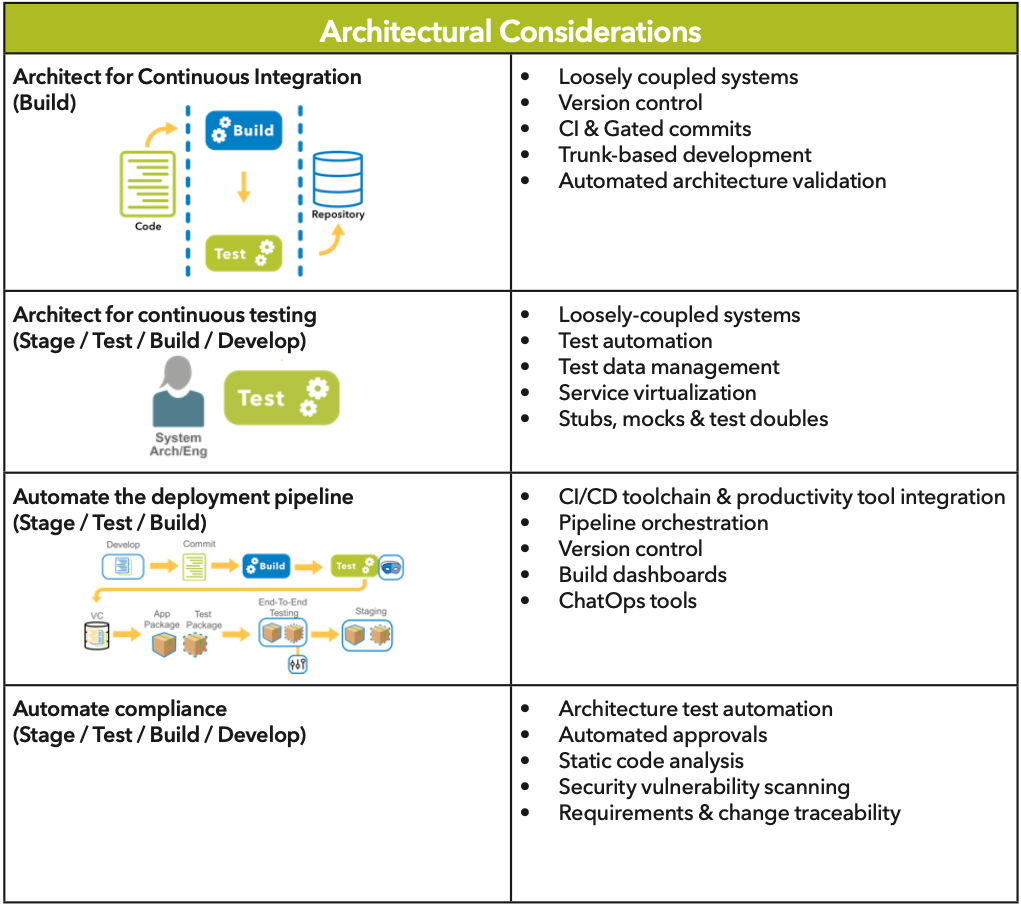 Architectural Considerations
Architect for Continuous Integration
(Build)
Build
Code
Repository
Test
• Loosely coupled systems
• Version control
• CI & Gated commits
• Trunk-based development
• Automated architecture validation
Architect for continuous testing
(Stage / Test / Build / Develop)
Test
System
Arch/Eng
• Loosely-coupled systems
• Test automation
• Test data management
• Service virtualization
• Stubs, mocks & test doubles
Automate the deployment pipeline
(Stage / Test / Build)
Develop
Commit
Build
Test
VC
App
Package
Test
Package
End-To-End
Testing
Staging
• CI/CD toolchain & productivity tool integration
• Pipeline orchestration
• Version control
• Build dashboards
• ChatOps tools
Automate compliance
(Stage / Test / Build / Develop)
• Architecture test automation
• Automated approvals
• Static code analysis
• Security vulnerability scanning
• Requirements & change traceability